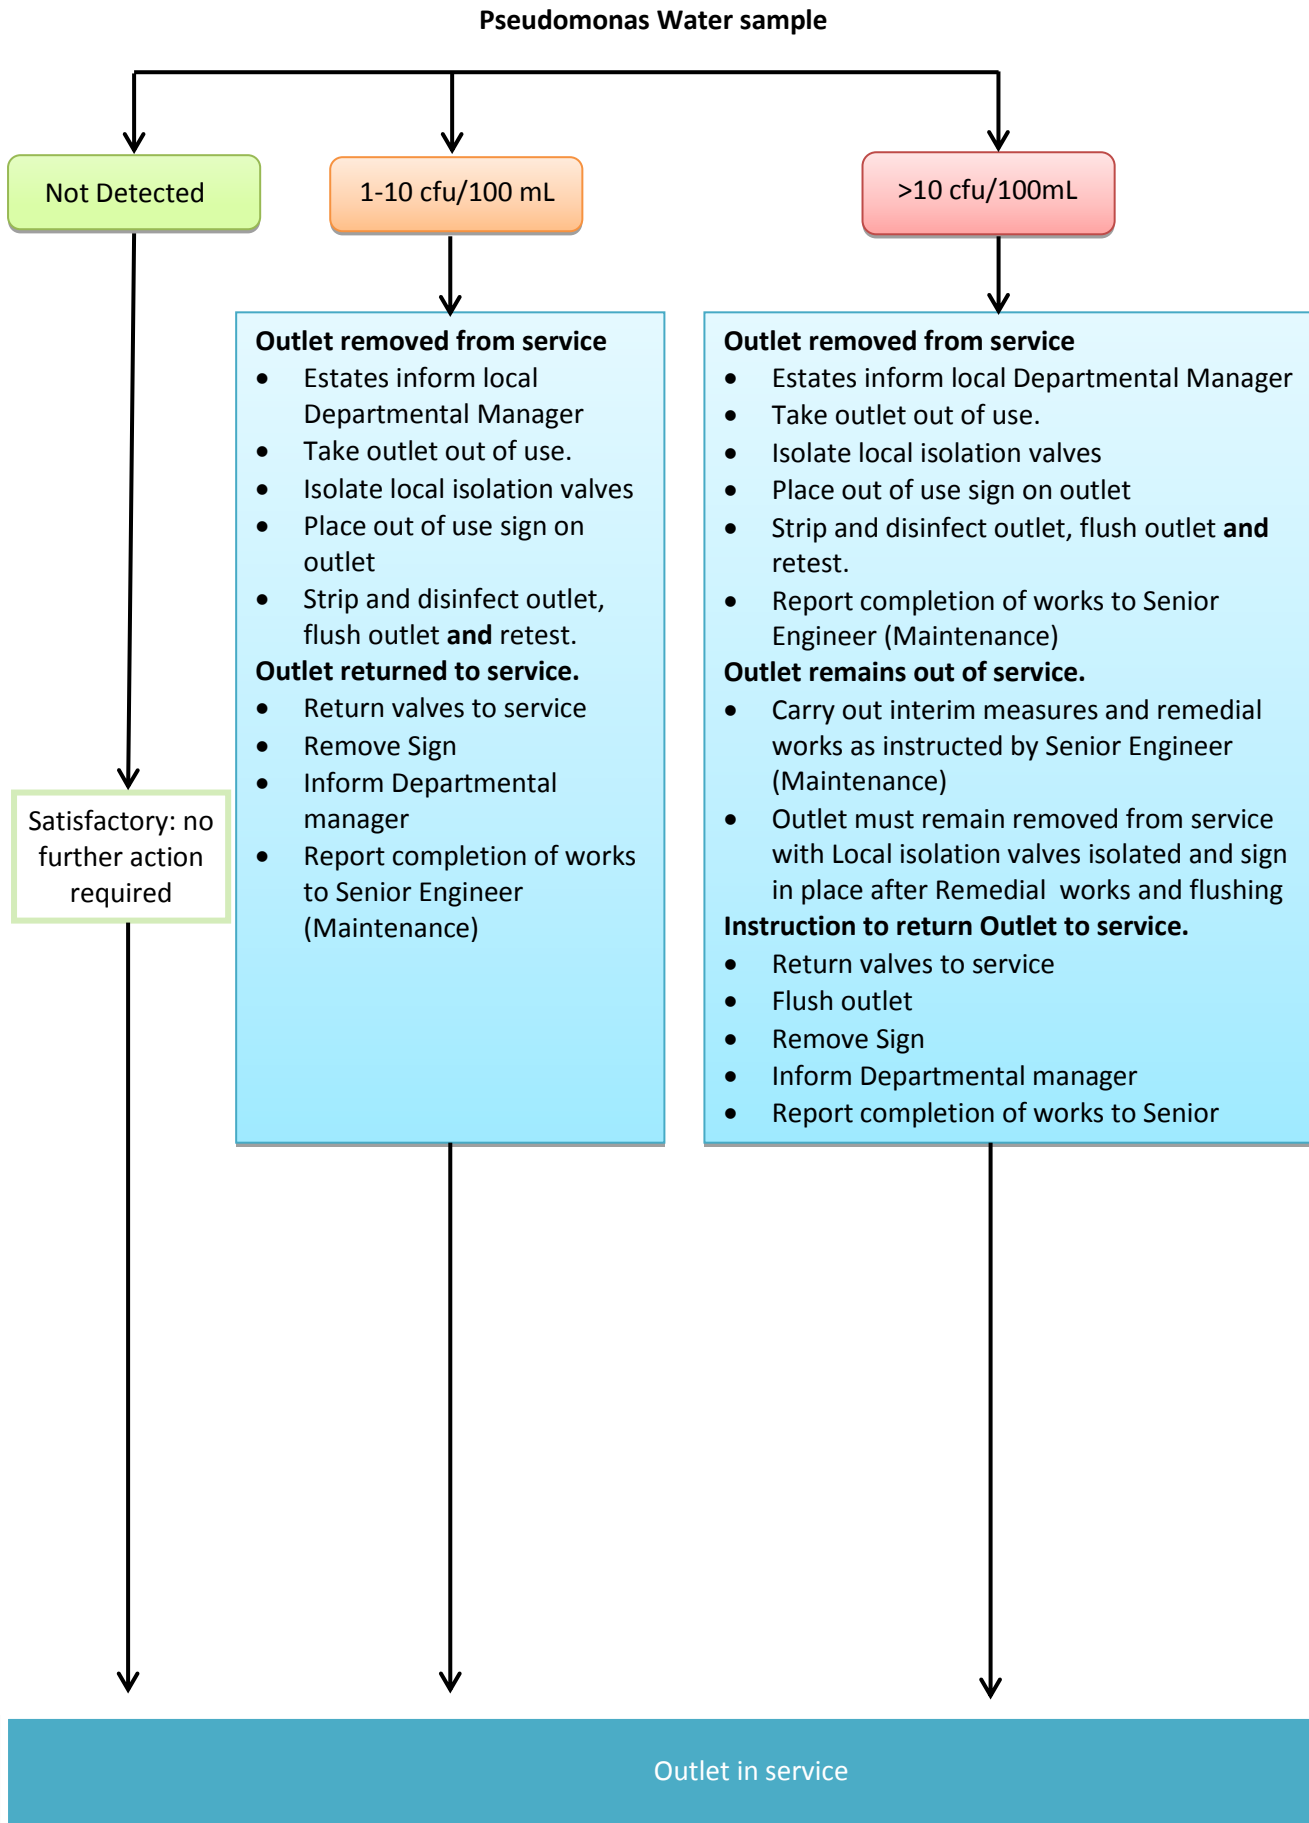 Pseudomonas Water sample
Not Detected
1-10 cfu/100 mL
>10 cfu/100mL
Satisfactory: no
further action
required
Outlet removed from service
• Estates inform local
Departmental Manager
• Take outlet out of use.
• Isolate local isolation valves
• Place out of use sign on
outlet
• Strip and disinfect outlet,
flush outlet and retest.
Outlet returned to service.
• Return valves to service
• Remove Sign
• Inform Departmental
manager
• Report completion of works
to Senior Engineer
(Maintenance)
Outlet removed from service
• Estates inform local Departmental Manager
• Take outlet out of use.
• Isolate local isolation valves
• Place out of use sign on outlet
• Strip and disinfect outlet, flush outlet and
retest.
• Report completion of works to Senior
Engineer (Maintenance)
Outlet remains out of service.
• Carry out interim measures and remedial
works as instructed by Senior Engineer
(Maintenance)
• Outlet must remain removed from service
with Local isolation valves isolated and sign
in place after Remedial works and flushing
Instruction to return Outlet to service.
• Return valves to service
• Flush outlet
• Remove Sign
• Inform Departmental manager
• Report completion of works to Senior
Outlet in service